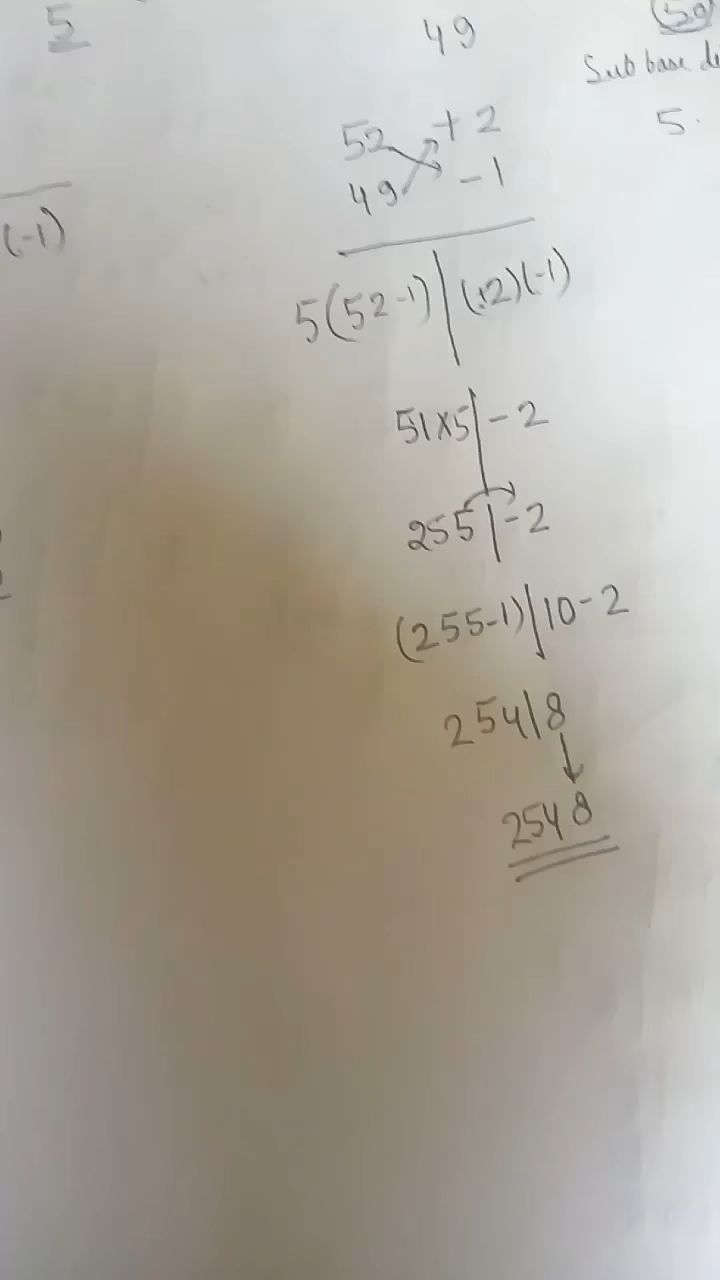 5
49
(50)
Sub base
5.
52 + 2
49 - 1
(-1)
5(52-1) | (+2)(-1)
51x5 | - 2
255 | -2
(255-1) | 10-2
254 | 8
2548